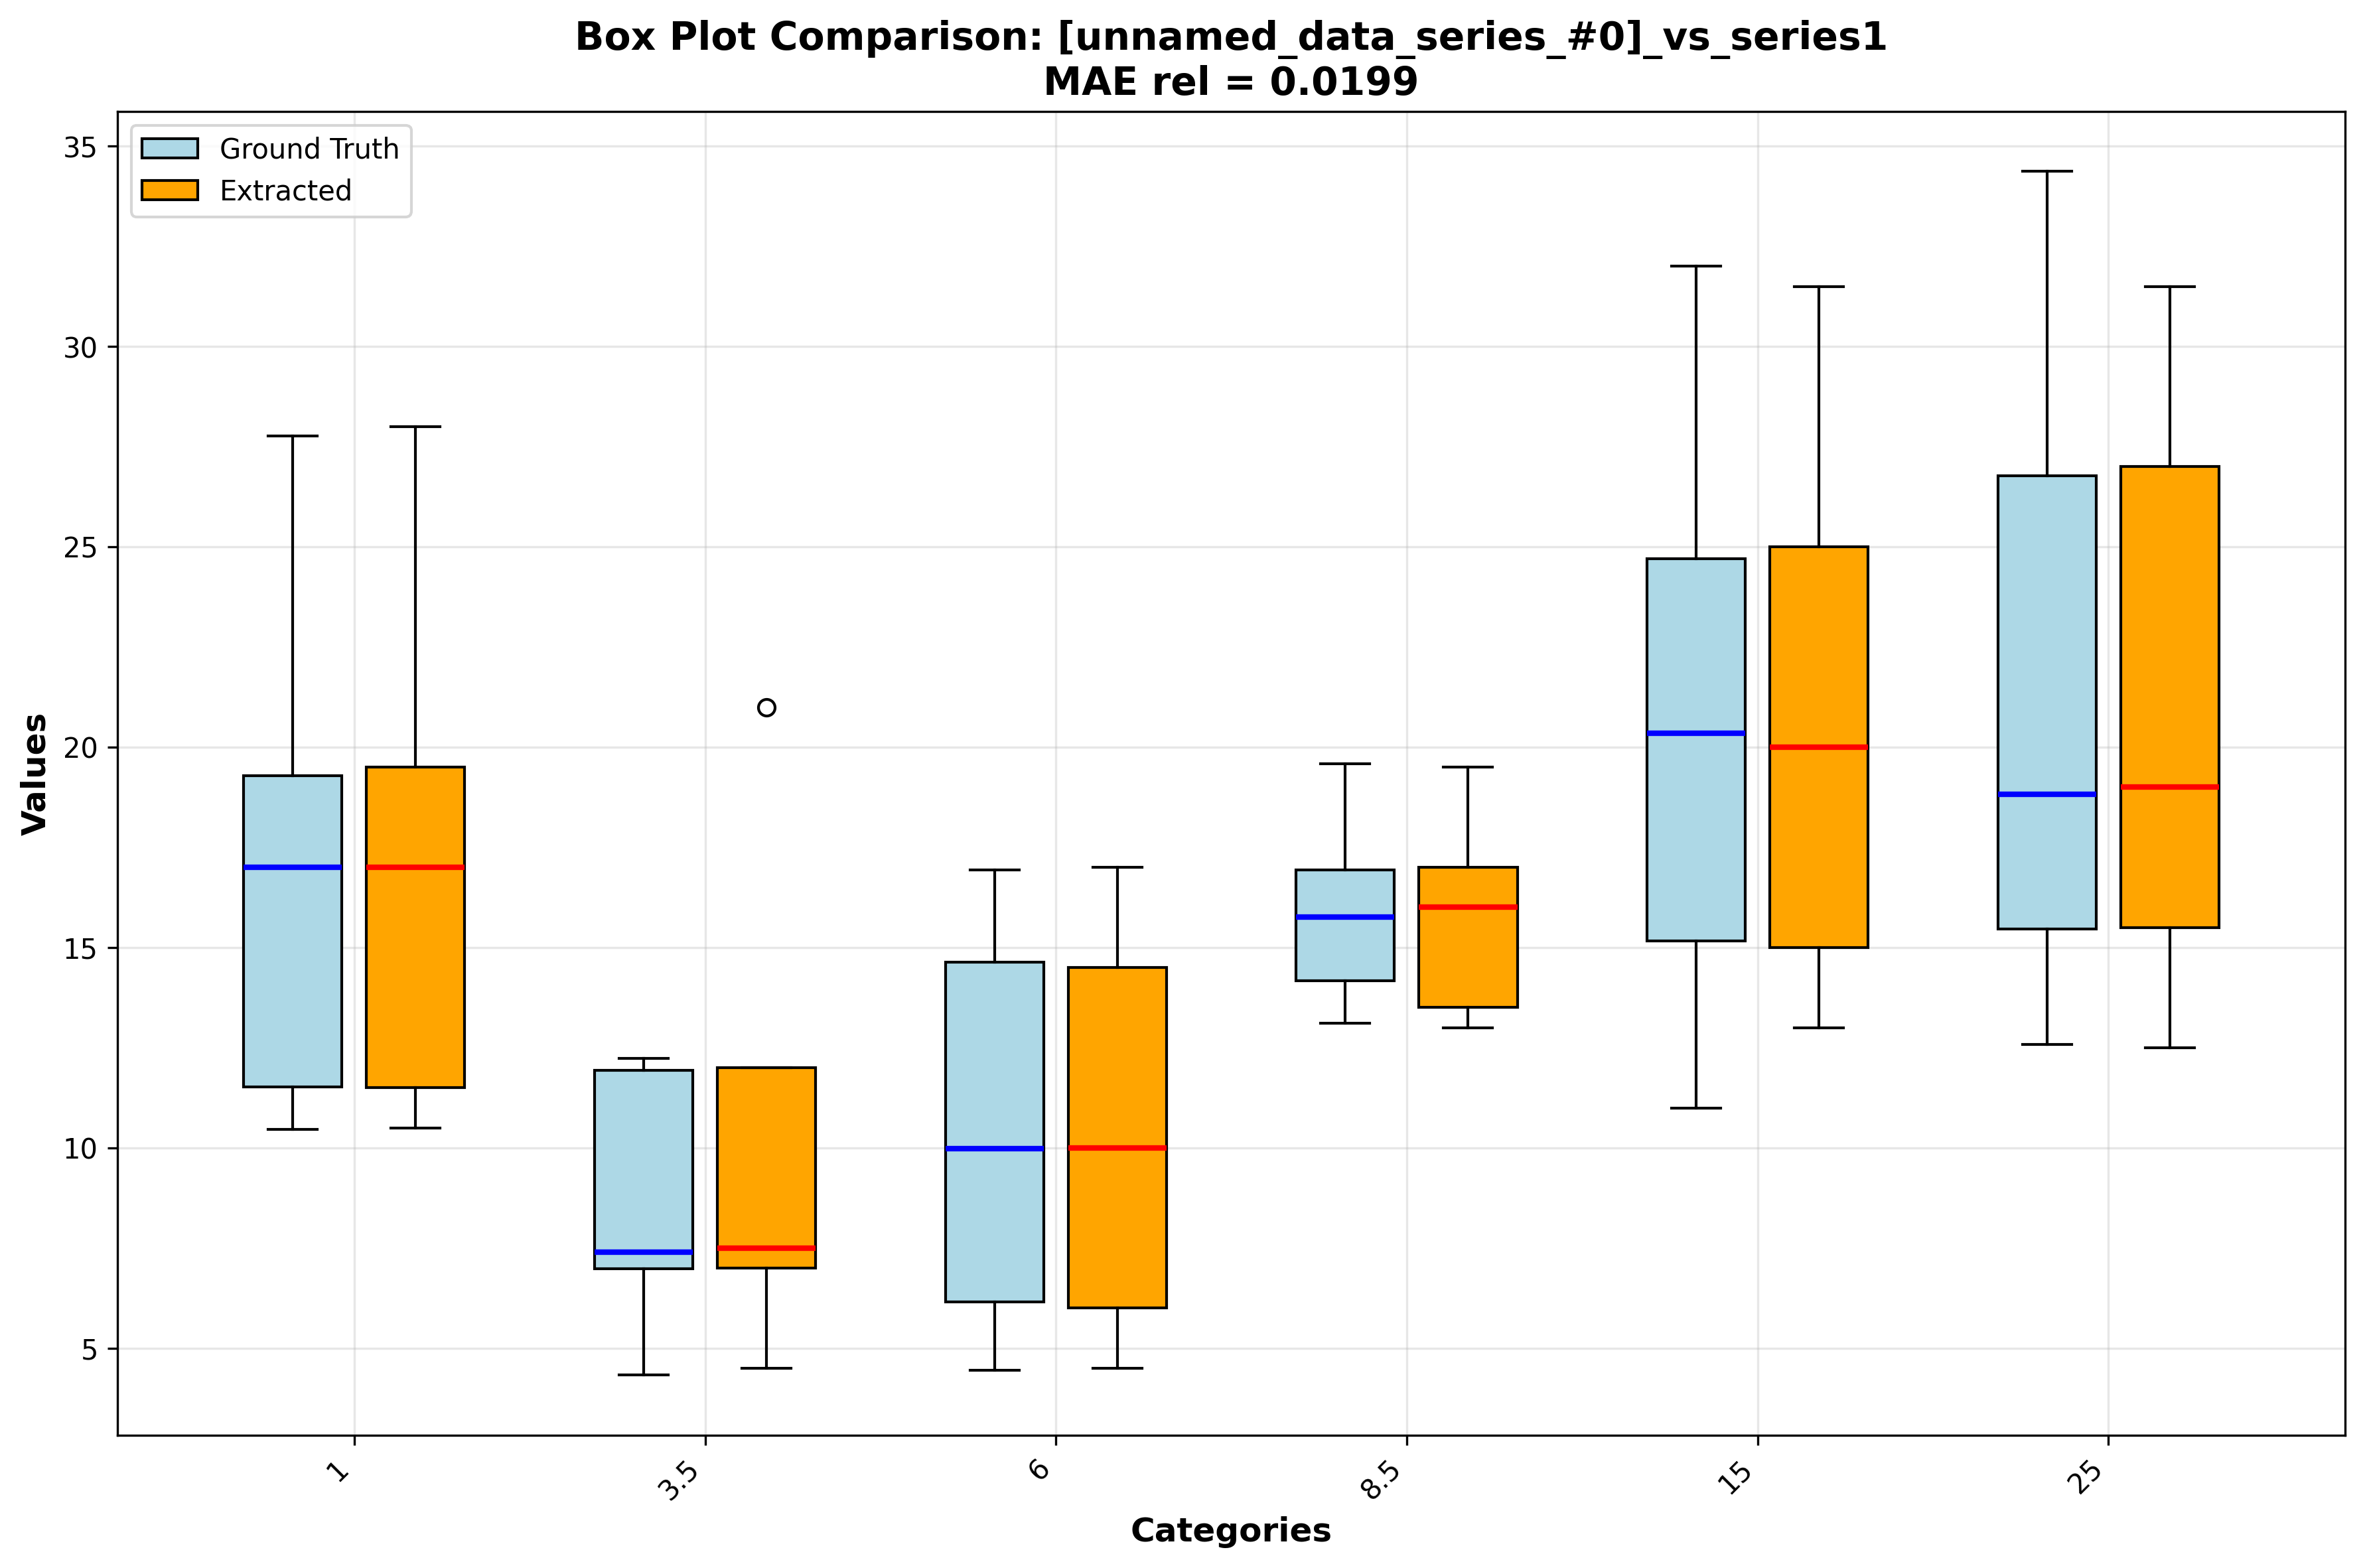 Box Plot Comparison: [unnamed_data_series_#0]_vs_series1
MAE rel = 0.0199
Ground Truth
Extracted
35
30
25
20
15
10
5
Values
1
3.5
6
8.5
15
25
Categories